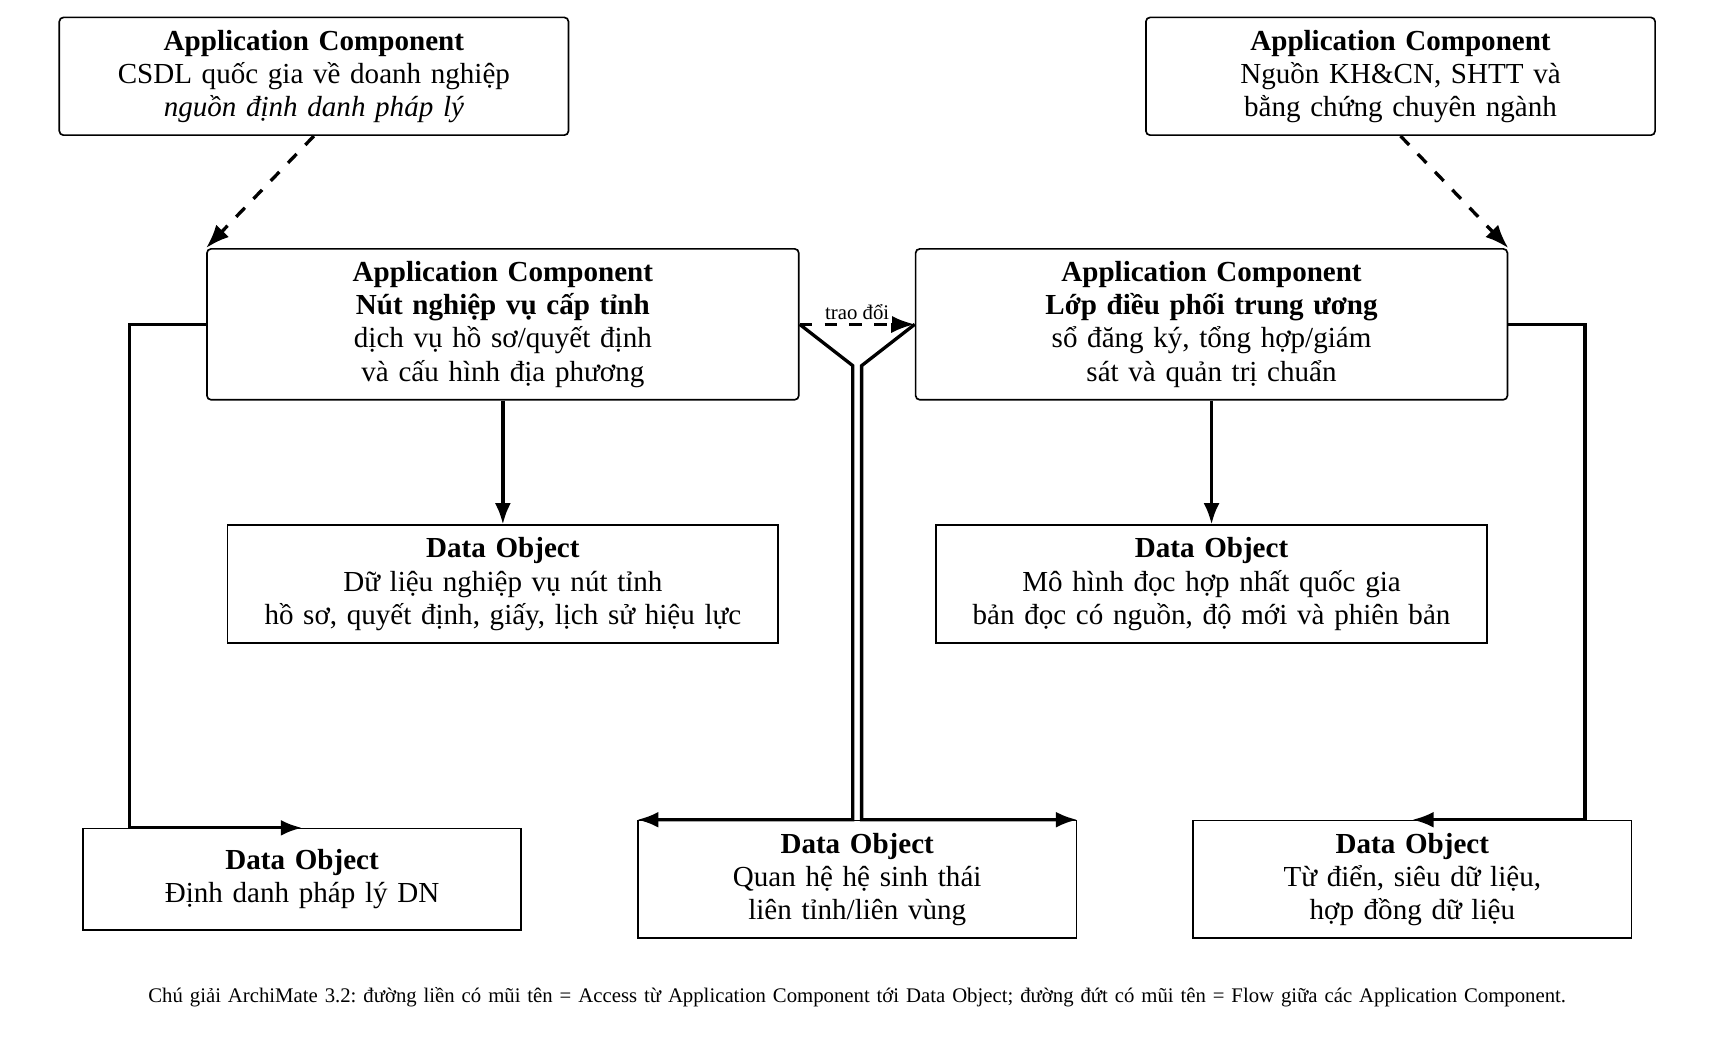 Application Component
CSDL quốc gia về doanh nghiệp
nguồn định danh pháp lý
Application Component
Nguồn KH&CN, SHTT và
bằng chứng chuyên ngành
Application Component
Nút nghiệp vụ cấp tỉnh
dịch vụ hồ sơ/quyết định
và cấu hình địa phương
trao đổi
Application Component
Lớp điều phối trung ương
sổ đăng ký, tổng hợp/giám
sát và quản trị chuẩn
Data Object
Dữ liệu nghiệp vụ nút tỉnh
hồ sơ, quyết định, giấy, lịch sử hiệu lực
Data Object
Mô hình đọc hợp nhất quốc gia
bản đọc có nguồn, độ mới và phiên bản
Data Object
Định danh pháp lý DN
Data Object
Quan hệ hệ sinh thái
liên tỉnh/liên vùng
Data Object
Từ điển, siêu dữ liệu,
hợp đồng dữ liệu
Chú giải ArchiMate 3.2: đường liền có mũi tên = Access từ Application Component tới Data Object; đường đứt có mũi tên = Flow giữa các Application Component.